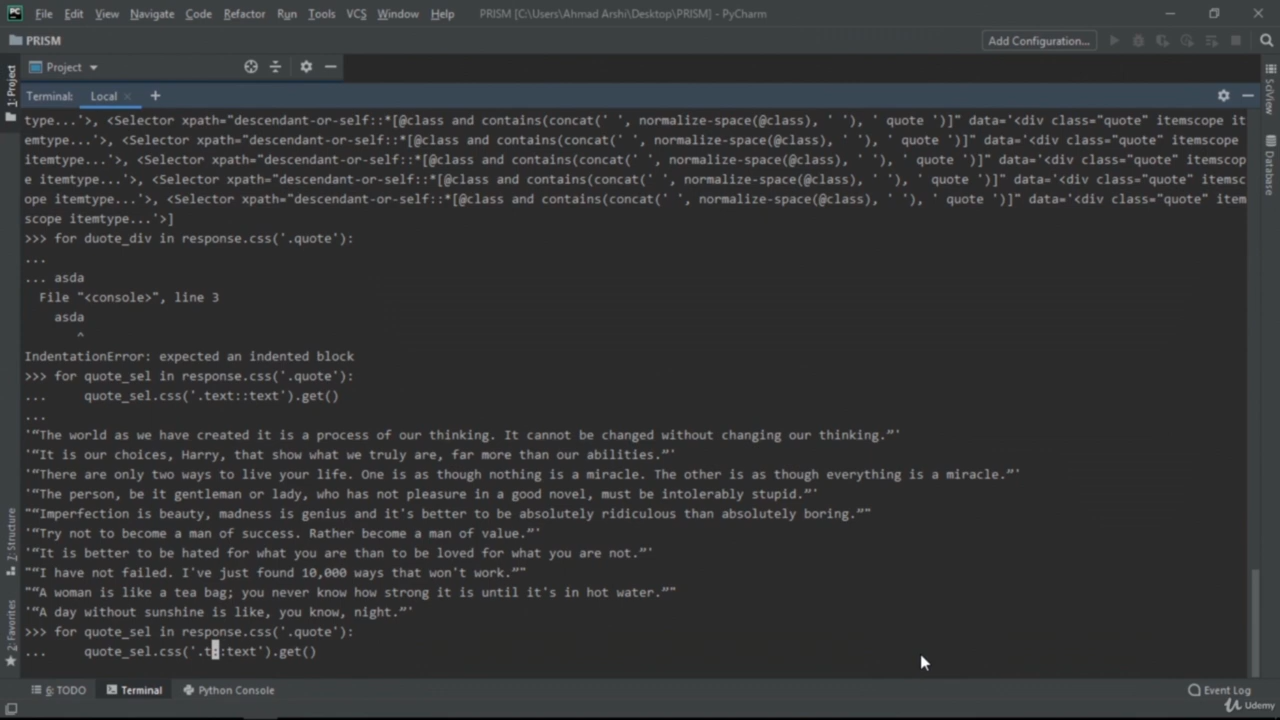 File Edit View Navigate Code Refactor Run Tools VCS Window Help PRISM [C:\Users\Ahmad Arshi\Desktop\PRISM] - PyCharm
PRISM Add Configuration...
1: Project Project SciView
Terminal: Local
type...'>, <Selector xpath="descendant-or-self::*[@class and contains(concat(' ', normalize-space(@class), ' '), ' quote ')]" data='<div class="quote" itemscope it
emtype...'>, <Selector xpath="descendant-or-self::*[@class and contains(concat(' ', normalize-space(@class), ' '), ' quote ')]" data='<div class="quote" itemscope
itemtype...'>, <Selector xpath="descendant-or-self::*[@class and contains(concat(' ', normalize-space(@class), ' '), ' quote ')]" data='<div class="quote" itemscop
e itemtype...'>, <Selector xpath="descendant-or-self::*[@class and contains(concat(' ', normalize-space(@class), ' '), ' quote ')]" data='<div class="quote" itemsc
ope itemtype...'>, <Selector xpath="descendant-or-self::*[@class and contains(concat(' ', normalize-space(@class), ' '), ' quote ')]" data='<div class="quote" item
scope itemtype...'>]
>>> for duote_div in response.css('.quote'):
...
... asda
File "<console>", line 3
asda
^
IndentationError: expected an indented block
>>> for quote_sel in response.css('.quote'):
... quote_sel.css('.text::text').get()
...
'“The world as we have created it is a process of our thinking. It cannot be changed without changing our thinking.”'
'“It is our choices, Harry, that show what we truly are, far more than our abilities.”'
'“There are only two ways to live your life. One is as though nothing is a miracle. The other is as though everything is a miracle.”'
'“The person, be it gentleman or lady, who has not pleasure in a good novel, must be intolerably stupid.”'
"“Imperfection is beauty, madness is genius and it's better to be absolutely ridiculous than absolutely boring.”"
'“Try not to become a man of success. Rather become a man of value.”'
'“It is better to be hated for what you are than to be loved for what you are not.”'
"“I have not failed. I've just found 10,000 ways that won't work.”"
"“A woman is like a tea bag; you never know how strong it is until it's in hot water.”"
'“A day without sunshine is like, you know, night.”'
>>> for quote_sel in response.css('.quote'):
... quote_sel.css('.t::text').get()
Database
Z: Structure
2: Favorites
6: TODO Terminal Python Console Event Log
Udemy